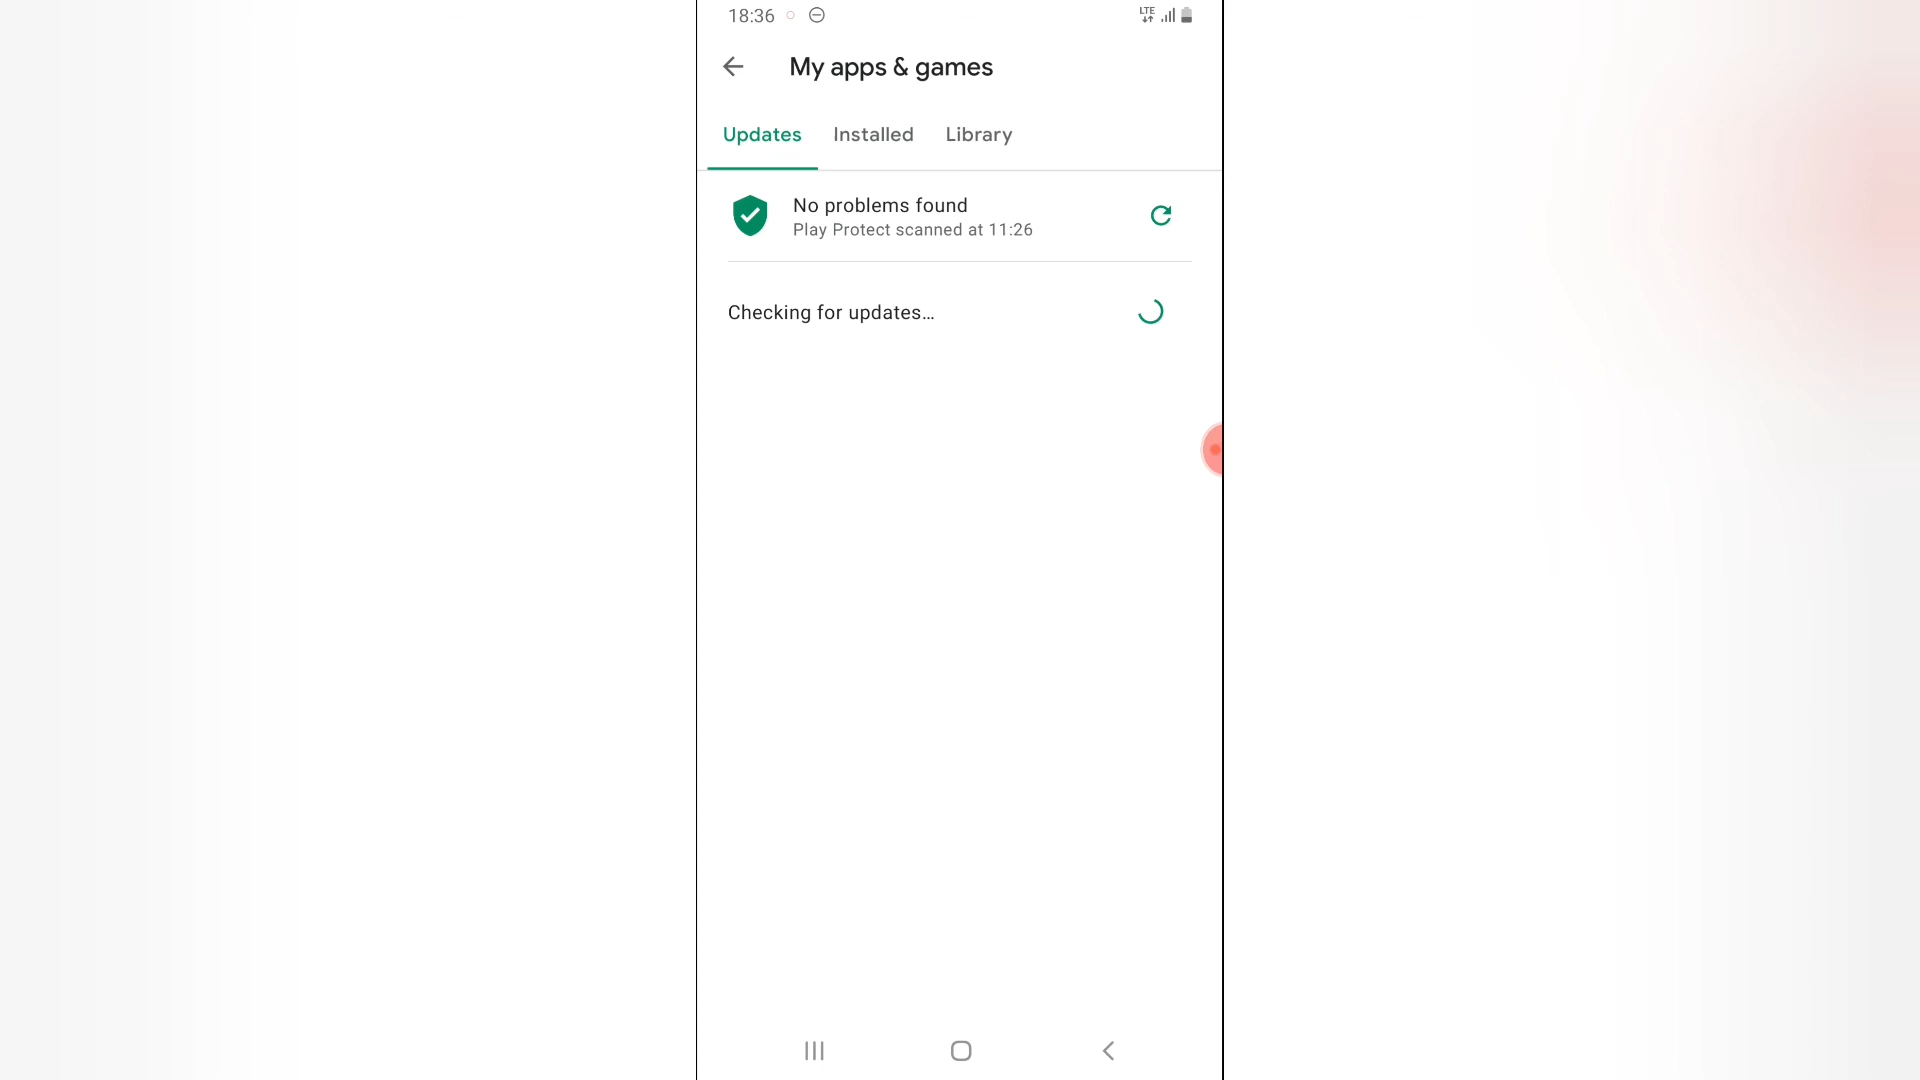 18:36
LTE
My apps & games
Updates Installed Library
No problems found
Play Protect scanned at 11:26
Checking for updates...